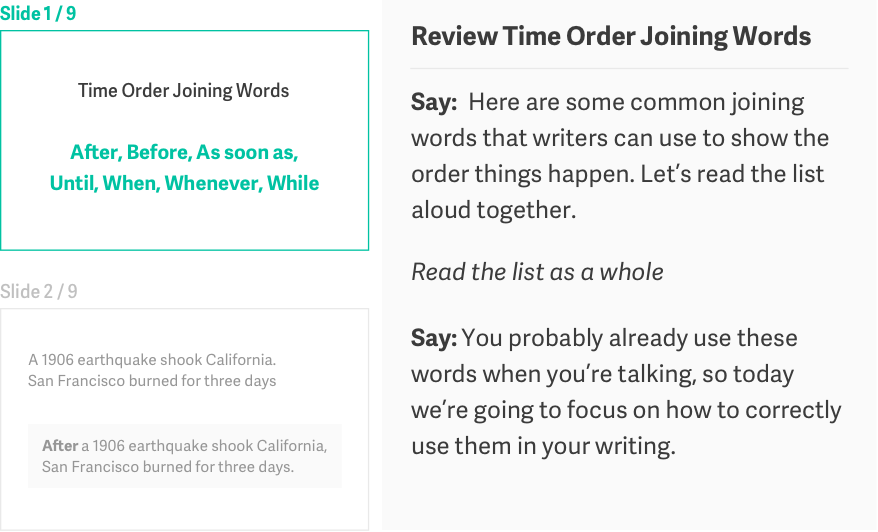 Slide 1 / 9
Time Order Joining Words
After, Before, As soon as,
Until, When, Whenever, While
Slide 2 / 9
A 1906 earthquake shook California.
San Francisco burned for three days
After a 1906 earthquake shook California,
San Francisco burned for three days.
Review Time Order Joining Words
Say: Here are some common joining
words that writers can use to show the
order things happen. Let’s read the list
aloud together.
Read the list as a whole
Say: You probably already use these
words when you’re talking, so today
we’re going to focus on how to correctly
use them in your writing.